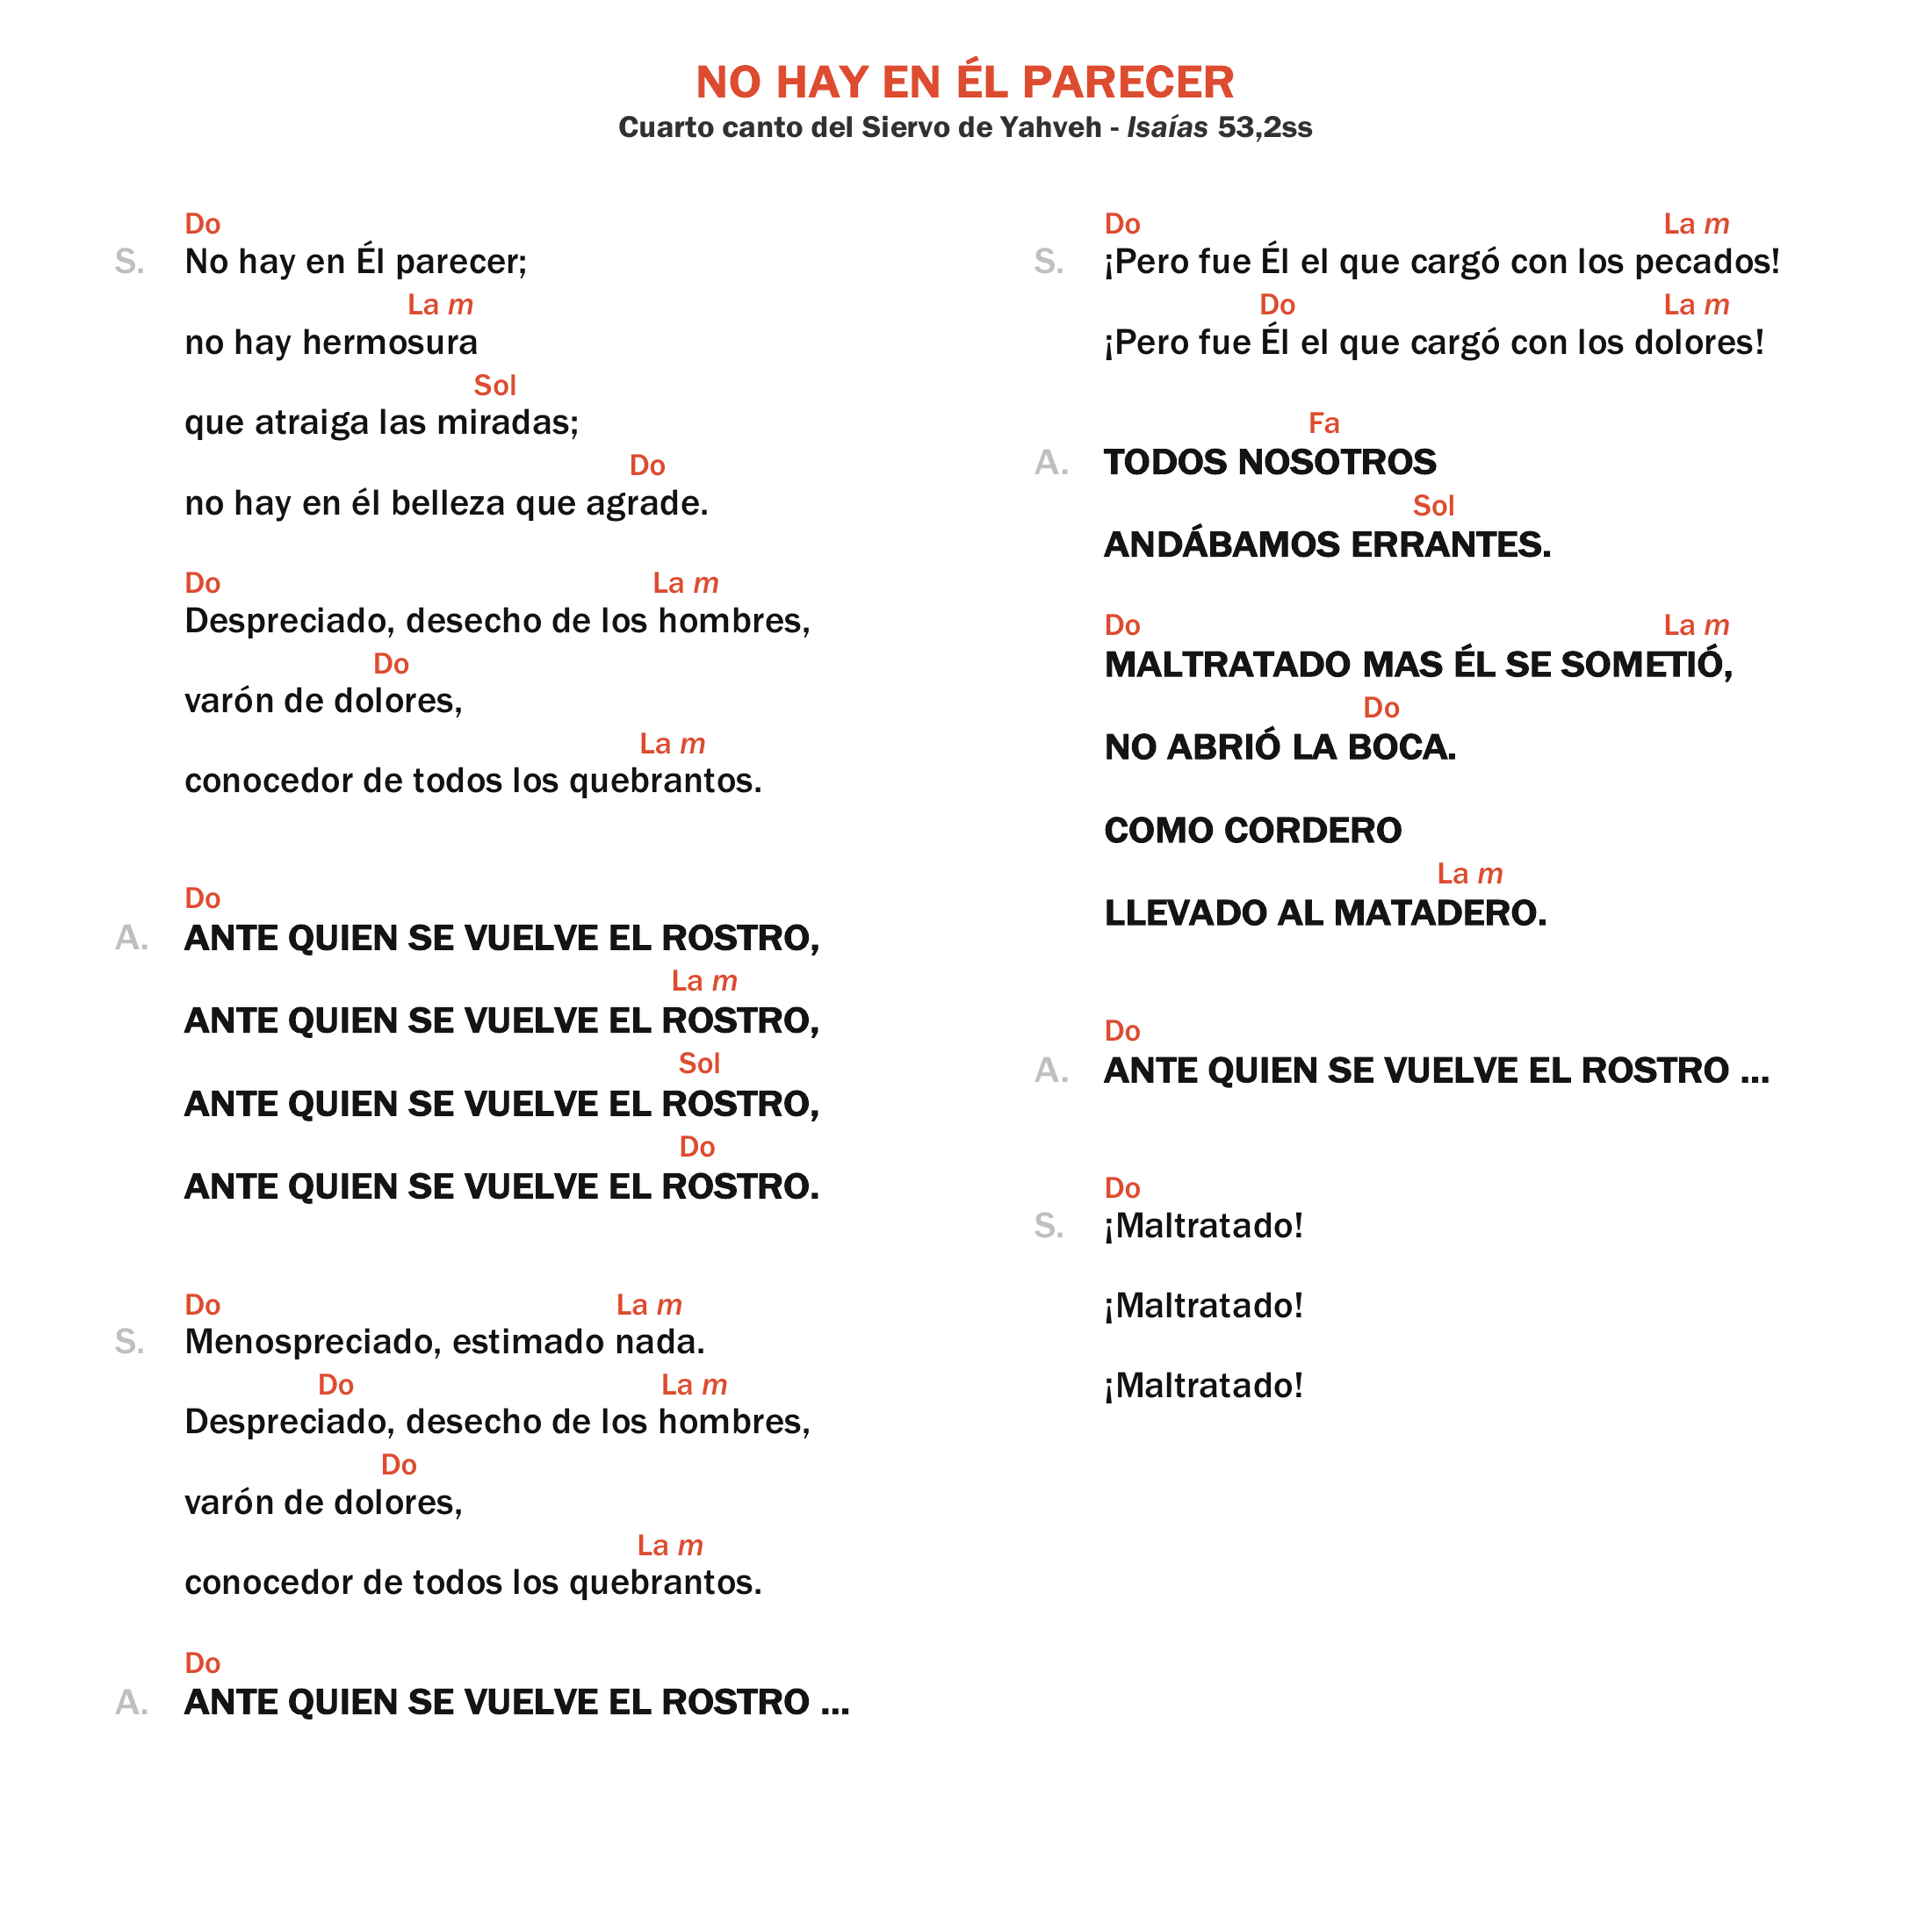 NO HAY EN ÉL PARECER
Cuarto canto del Siervo de Yahveh - Isaías 53,2ss
Do
S. No hay en Él parecer;
La m
no hay hermosura
Sol
que atraiga las miradas;
Do
no hay en él belleza que agrade.
Do La m
Despreciado, desecho de los hombres,
Do
varón de dolores,
La m
conocedor de todos los quebrantos.
Do
A. ANTE QUIEN SE VUELVE EL ROSTRO,
La m
ANTE QUIEN SE VUELVE EL ROSTRO,
Sol
ANTE QUIEN SE VUELVE EL ROSTRO,
Do
ANTE QUIEN SE VUELVE EL ROSTRO.
Do La m
S. Menospreciado, estimado nada.
Do La m
Despreciado, desecho de los hombres,
Do
varón de dolores,
La m
conocedor de todos los quebrantos.
Do
A. ANTE QUIEN SE VUELVE EL ROSTRO ...
Do La m
S. ¡Pero fue Él el que cargó con los pecados!
Do La m
¡Pero fue Él el que cargó con los dolores!
Fa
A. TODOS NOSOTROS
Sol
ANDÁBAMOS ERRANTES.
Do La m
MALTRATADO MAS ÉL SE SOMETIÓ,
Do
NO ABRIÓ LA BOCA.
COMO CORDERO
La m
LLEVADO AL MATADERO.
Do
A. ANTE QUIEN SE VUELVE EL ROSTRO ...
Do
S. ¡Maltratado!
¡Maltratado!
¡Maltratado!